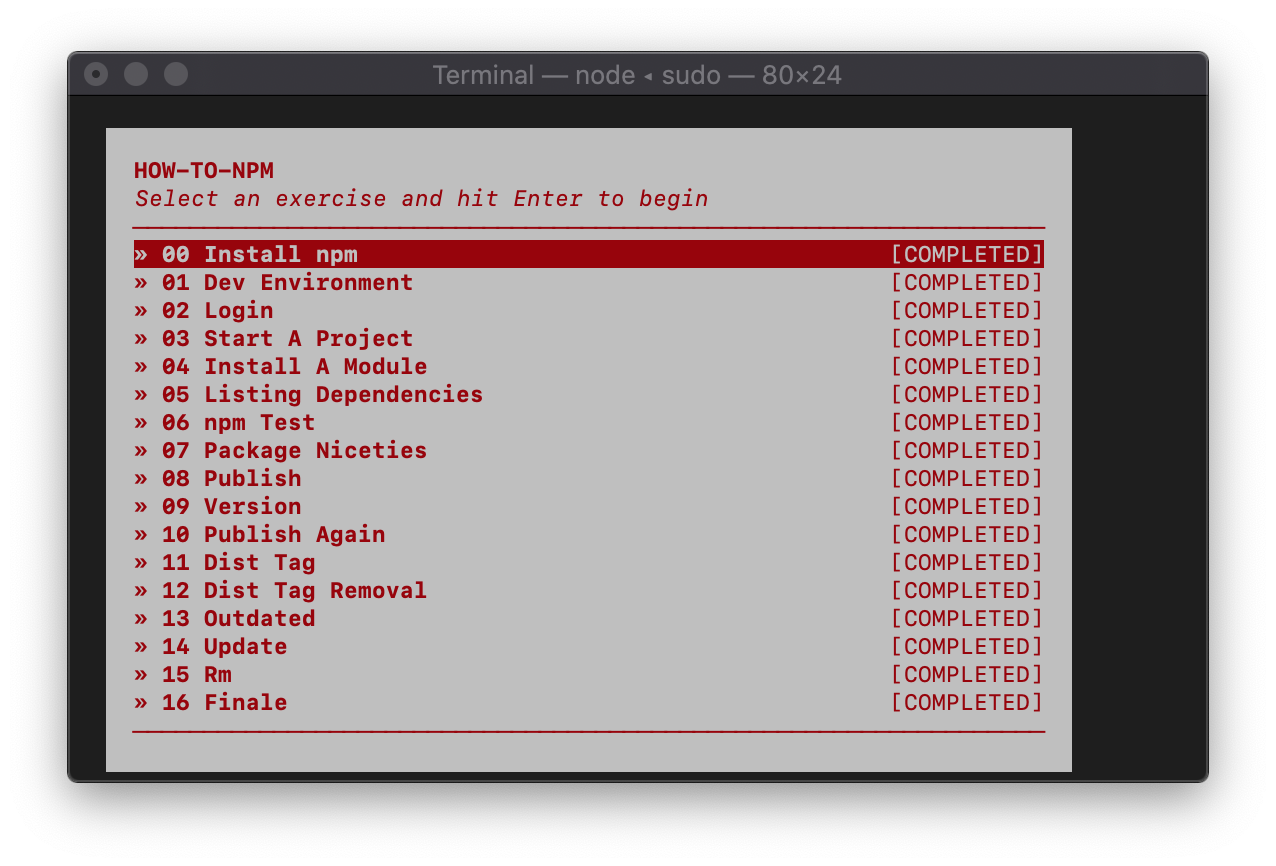 Terminal — node ◂ sudo — 80×24
HOW-TO-NPM
Select an exercise and hit Enter to begin
» 00 Install npm [COMPLETED]
» 01 Dev Environment [COMPLETED]
» 02 Login [COMPLETED]
» 03 Start A Project [COMPLETED]
» 04 Install A Module [COMPLETED]
» 05 Listing Dependencies [COMPLETED]
» 06 npm Test [COMPLETED]
» 07 Package Niceties [COMPLETED]
» 08 Publish [COMPLETED]
» 09 Version [COMPLETED]
» 10 Publish Again [COMPLETED]
» 11 Dist Tag [COMPLETED]
» 12 Dist Tag Removal [COMPLETED]
» 13 Outdated [COMPLETED]
» 14 Update [COMPLETED]
» 15 Rm [COMPLETED]
» 16 Finale [COMPLETED]